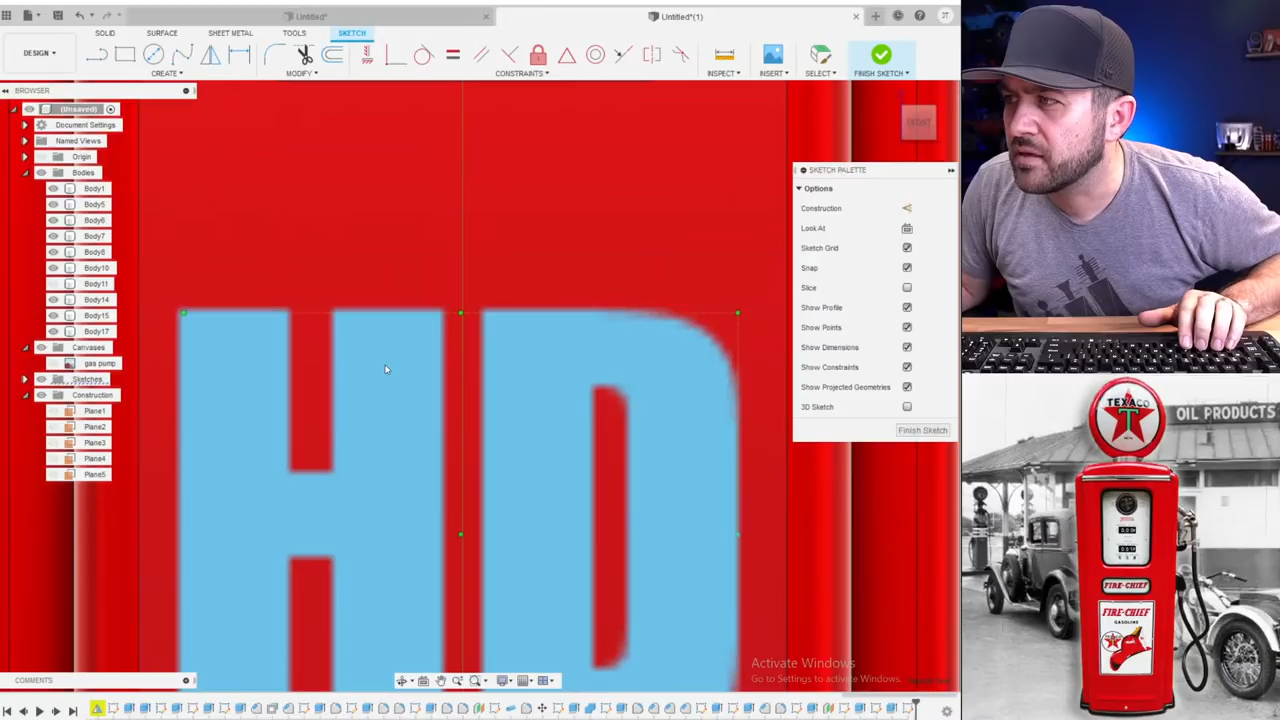 Untitled*
Untitled*(1)
JT
DESIGN
SOLID
SURFACE
SHEET METAL
TOOLS
SKETCH
CREATE
MODIFY
CONSTRAINTS
INSPECT
INSERT
SELECT
FINISH SKETCH
BROWSER
(Unsaved)
Document Settings
Named Views
Origin
Bodies
Body1
Body5
Body6
Body7
Body8
Body10
Body11
Body14
Body15
Body17
Canvases
gas pump
Sketches
Construction
Plane1
Plane2
Plane3
Plane4
Plane5
FRONT
SKETCH PALETTE
Options
Construction
Look At
Sketch Grid
Snap
Slice
Show Profile
Show Points
Show Dimensions
Show Constraints
Show Projected Geometries
3D Sketch
Finish Sketch
HD
Activate Windows
Go to Settings to activate Windows.
COMMENTS
TEXACO
T
OIL PRODUCTS
FIRE-CHIEF
FIRE-CHIEF
GASOLINE